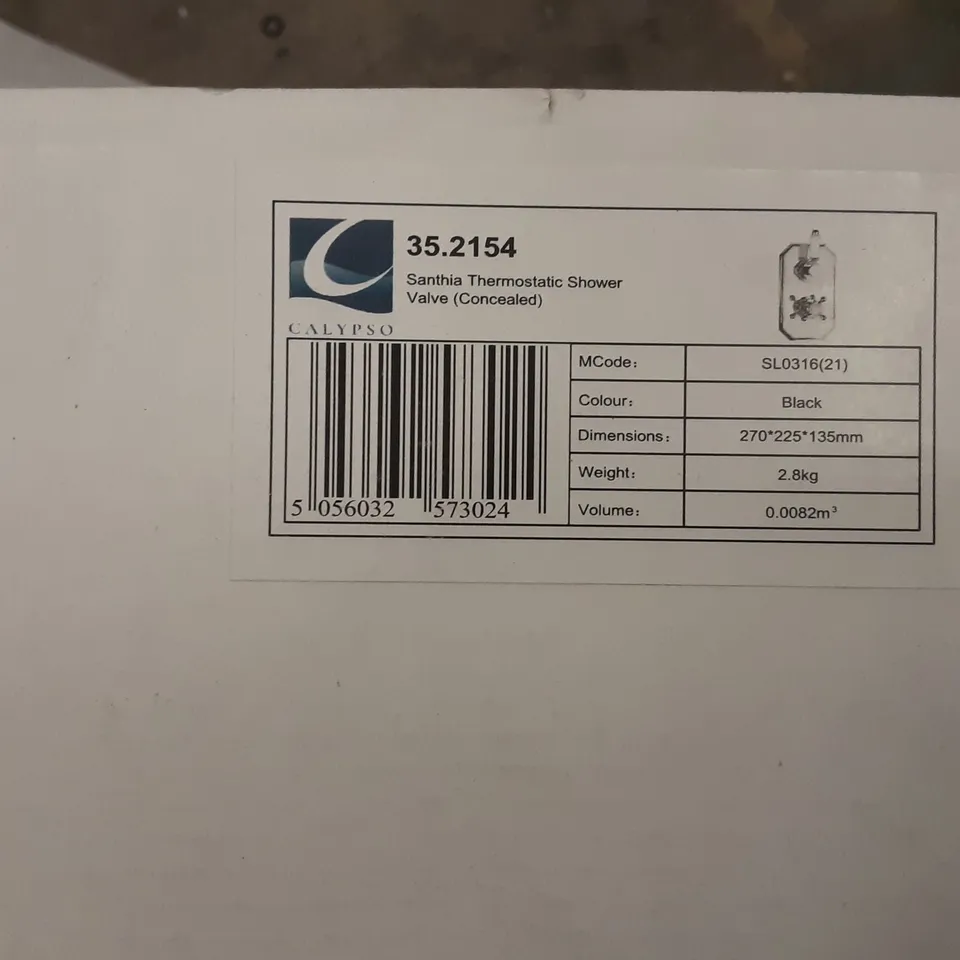 35.2154
Santhia Thermostatic Shower
Valve (Concealed)
CALYPSO
MCode: SL0316(21)
Colour: Black
Dimensions: 270*225*135mm
Weight: 2.8kg
Volume: 0.0082m³
5 056032 573024